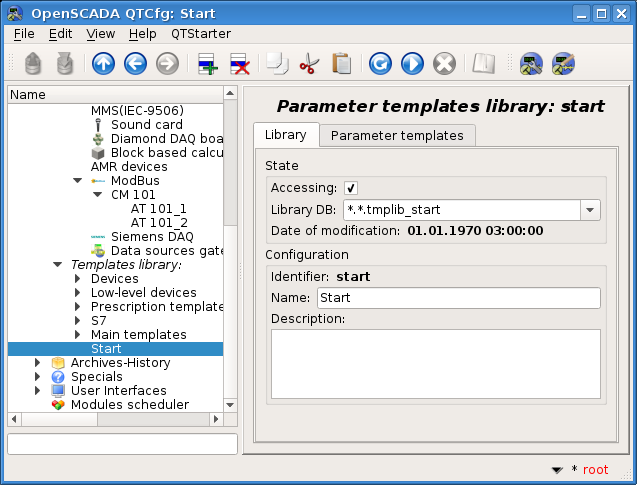 OpenSCADA QTCfg: Start
File Edit View Help QTStarter
Name
MMS(IEC-9506)
Sound card
Diamond DAQ boa
Block based calcu
AMR devices
ModBus
CM 101
AT 101_1
AT 101_2
Siemens DAQ
Data sources gate
Templates library:
Devices
Low-level devices
Prescription template
S7
Main templates
Start
Archives-History
Specials
User Interfaces
Modules scheduler
Parameter templates library: start
Library Parameter templates
State
Accessing:
Library DB: *.*.tmplib_start
Date of modification: 01.01.1970 03:00:00
Configuration
Identifier: start
Name: Start
Description:
* root